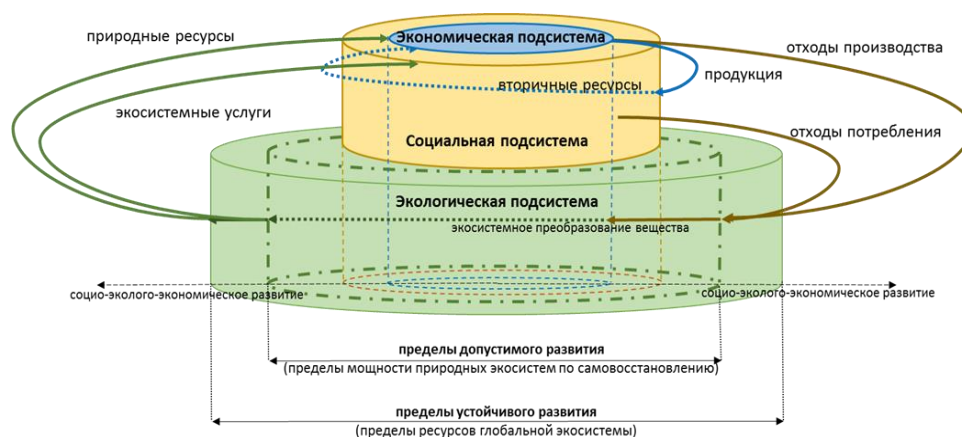 Экономическая подсистема
природные ресурсы
отходы производства
продукция
вторичные ресурсы
экосистемные услуги
отходы потребления
Социальная подсистема
Экологическая подсистема
экосистемное преобразование вещества
социо-эколого-экономическое развитие
социо-эколого-экономическое развитие
пределы допустимого развития
(пределы мощности природных экосистем по самовосстановлению)
пределы устойчивого развития
(пределы ресурсов глобальной экосистемы)